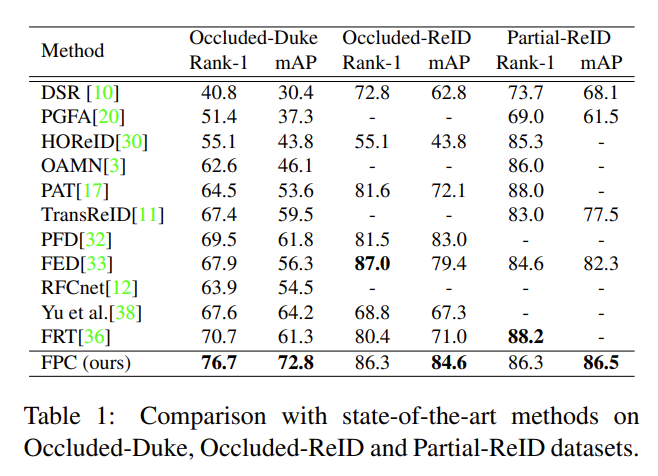 Method Occluded-Duke Occluded-ReID Partial-ReID
Rank-1 mAP Rank-1 mAP Rank-1 mAP
DSR [10] 40.8 30.4 72.8 62.8 73.7 68.1
PGFA[20] 51.4 37.3 - - 69.0 61.5
HOReID[30] 55.1 43.8 55.1 43.8 85.3 -
OAMN[3] 62.6 46.1 - - 86.0 -
PAT[17] 64.5 53.6 81.6 72.1 88.0 -
TransReID[11] 67.4 59.5 - - 83.0 77.5
PFD[32] 69.5 61.8 81.5 83.0 - -
FED[33] 67.9 56.3 87.0 79.4 84.6 82.3
RFCnet[12] 63.9 54.5 - - - -
Yu et al.[38] 67.6 64.2 68.8 67.3 - -
FRT[36] 70.7 61.3 80.4 71.0 88.2 -
FPC (ours) 76.7 72.8 86.3 84.6 86.3 86.5
Table 1: Comparison with state-of-the-art methods on
Occluded-Duke, Occluded-ReID and Partial-ReID datasets.